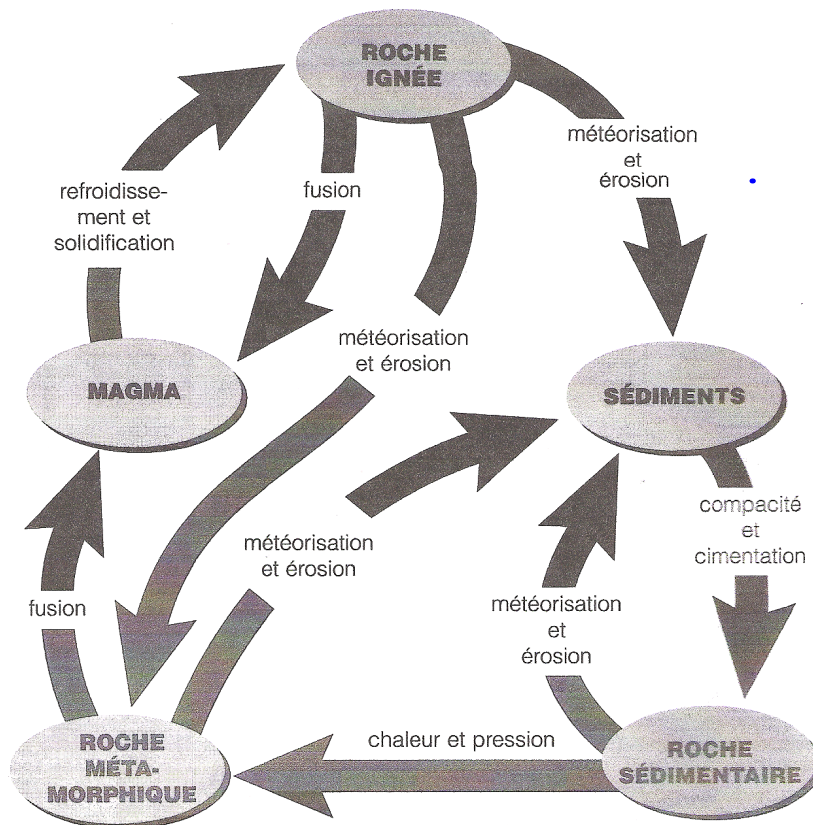 ROCHE
IGNÉE
météorisation
et
érosion
refroidisse-
ment et
solidification
fusion
météorisation
et érosion
MAGMA
SÉDIMENTS
compacité
et
cimentation
météorisation
et érosion
fusion
météorisation
et
érosion
chaleur et pression
ROCHE
MÉTA-
MORPHIQUE
ROCHE
SÉDIMENTAIRE